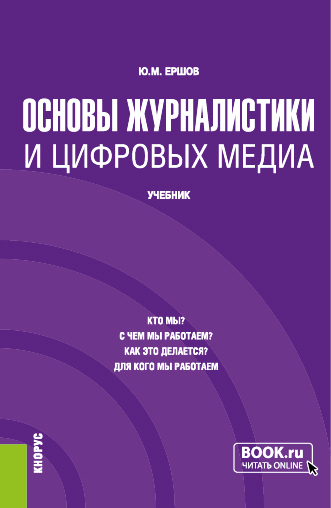 Ю.М. ЕРШОВ
ОСНОВЫ ЖУРНАЛИСТИКИ
И ЦИФРОВЫХ МЕДИА
УЧЕБНИК
КТО МЫ?
С ЧЕМ МЫ РАБОТАЕМ?
КАК ЭТО ДЕЛАЕТСЯ?
ДЛЯ КОГО МЫ РАБОТАЕМ
КНОРУС
BOOK.ru
ЧИТАТЬ ONLINE